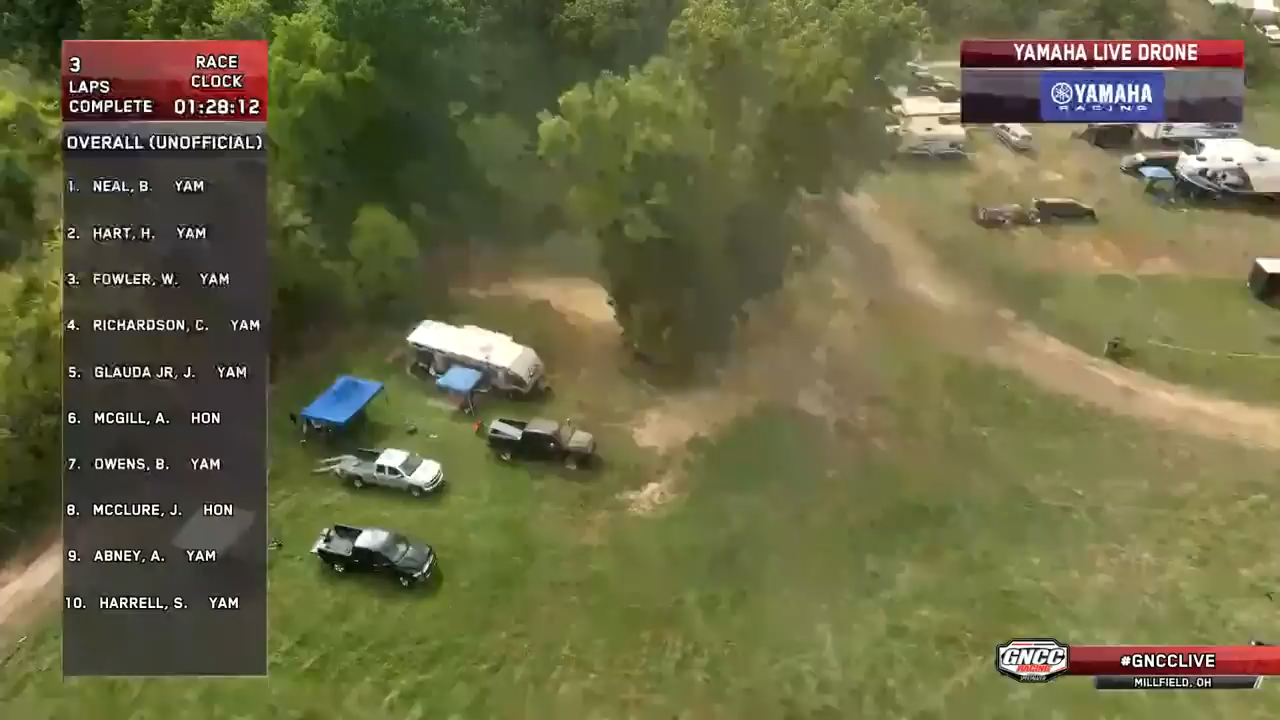 3
LAPS
COMPLETE
RACE
CLOCK
01:28:12
OVERALL (UNOFFICIAL)
1. NEAL, B. YAM
2. HART, H. YAM
3. FOWLER, W. YAM
4. RICHARDSON, C. YAM
5. GLAUDA JR, J. YAM
6. MCGILL, A. HON
7. OWENS, B. YAM
8. MCCLURE, J. HON
9. ABNEY, A. YAM
10. HARRELL, S. YAM
YAMAHA LIVE DRONE
YAMAHA
RACING
GNCC
RACING
#GNCCLIVE
MILLFIELD, OH